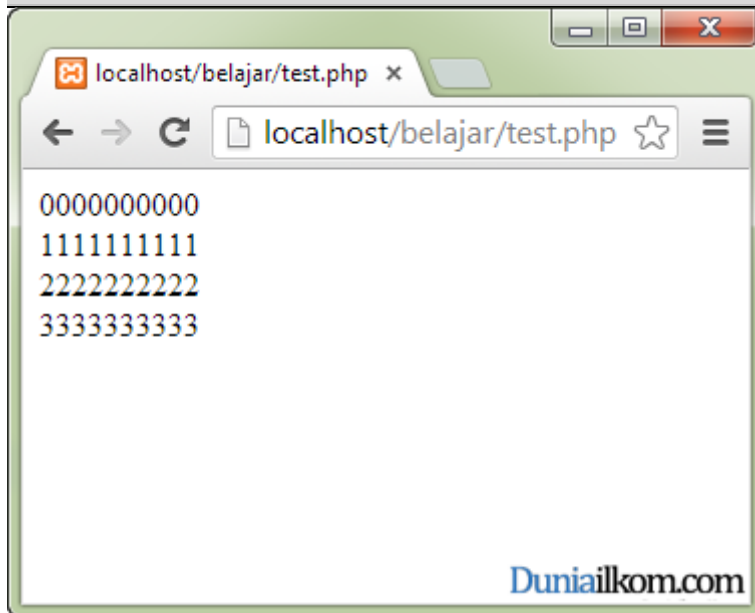 localhost/belajar/test.php
localhost/belajar/test.php
0000000000
1111111111
2222222222
3333333333
Duniailkom.com